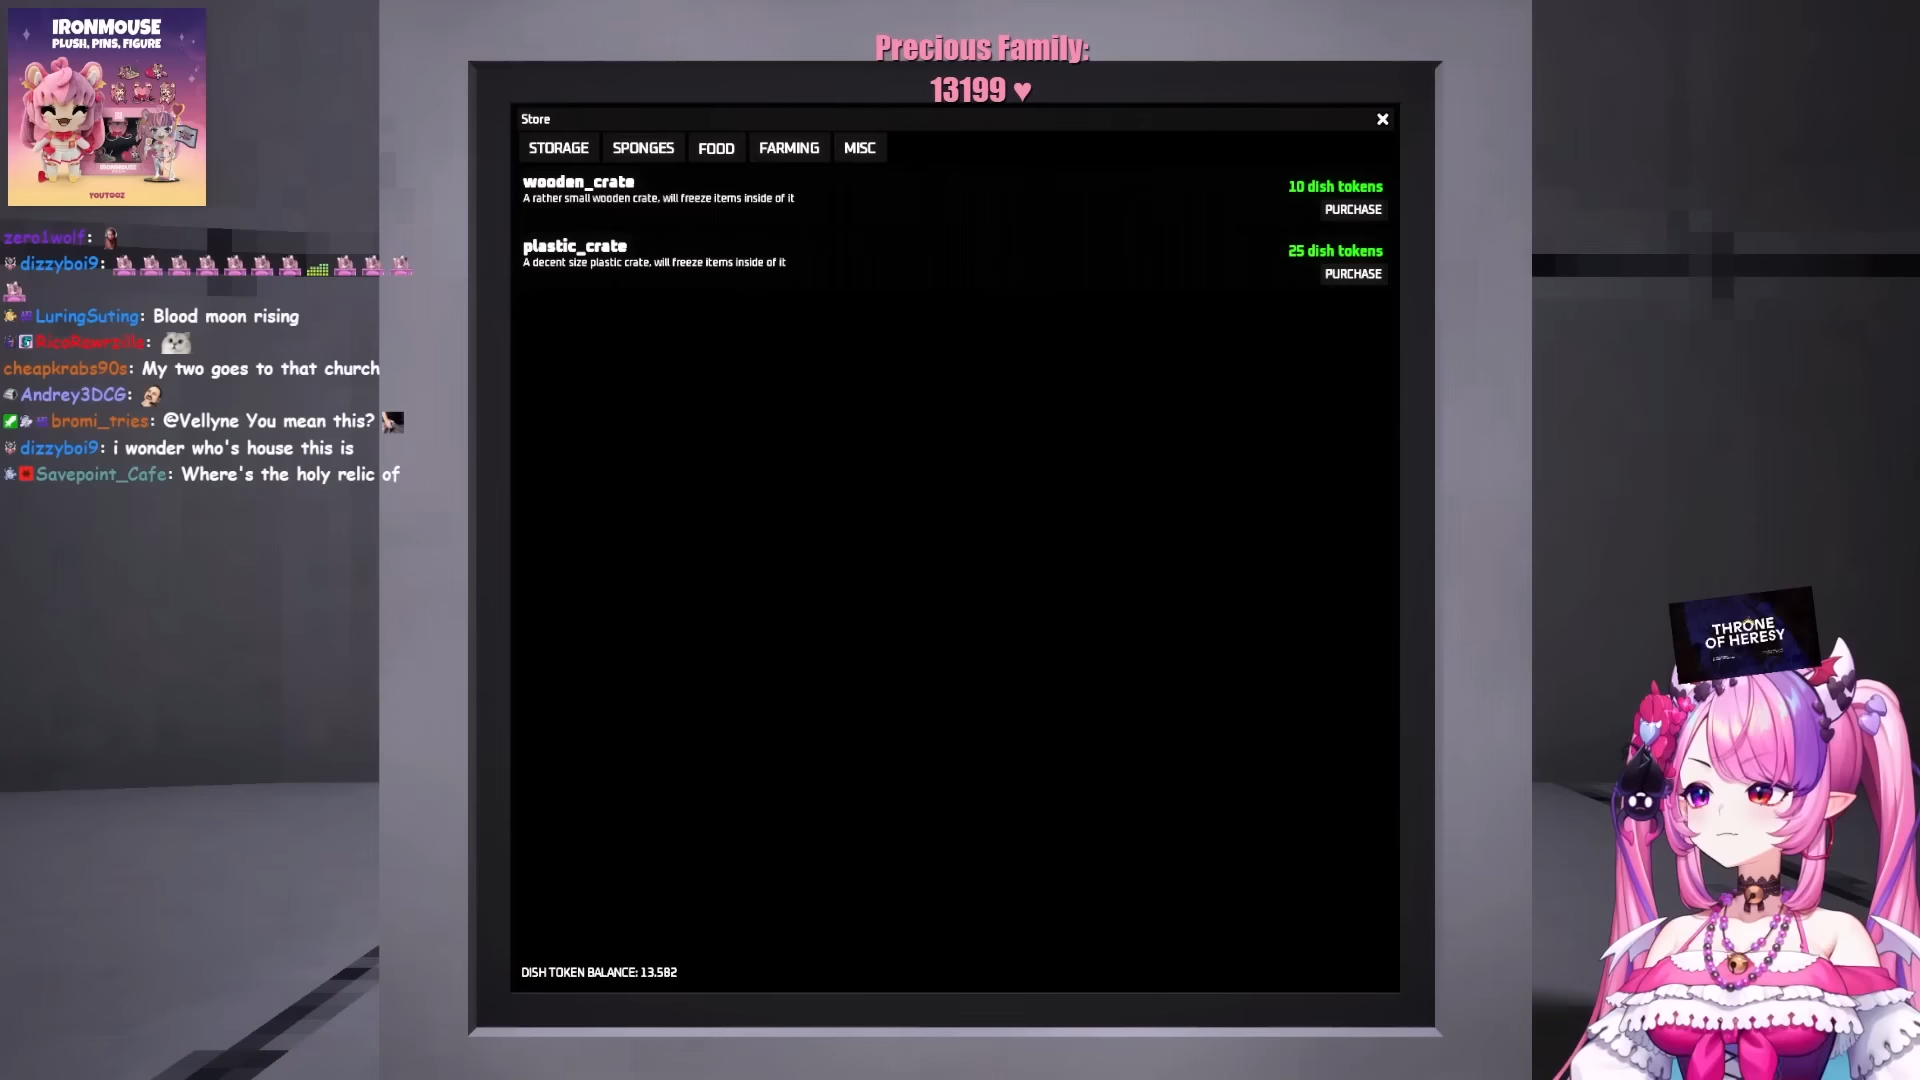 IRONMOUSE
PLUSH, PINS, FIGURE
YOUTOOZ
Precious Family:
13199 ♥
Store
STORAGE
SPONGES
FOOD
FARMING
MISC
wooden_crate
A rather small wooden crate, will freeze items inside of it
10 dish tokens
PURCHASE
plastic_crate
A decent size plastic crate, will freeze items inside of it
25 dish tokens
PURCHASE
DISH TOKEN BALANCE: 13.582
zero1wolf:
dizzyboi9:
LuringSuting: Blood moon rising
RicoRawrzilla:
cheapkrabs90s: My two goes to that church
Andrey3DCG:
bromi_tries: @Vellyne You mean this?
dizzyboi9: i wonder who's house this is
Savepoint_Cafe: Where's the holy relic of
THRONE
OF HERESY